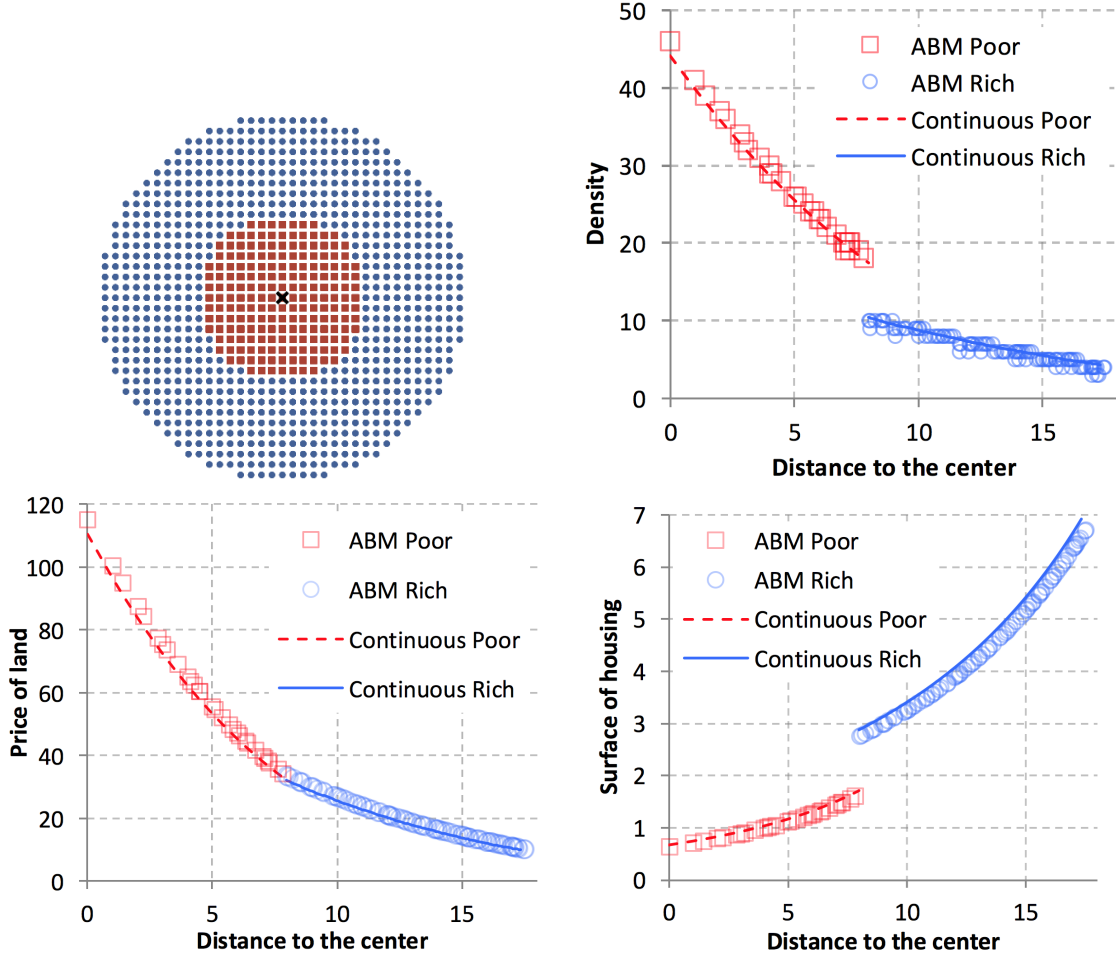 50
40
30
20
10
0
0
5
10
15
Density
Distance to the center
ABM Poor
ABM Rich
Continuous Poor
Continuous Rich
120
100
80
60
40
20
0
0
5
10
15
Price of land
Distance to the center
ABM Poor
ABM Rich
Continuous Poor
Continuous Rich
7
6
5
4
3
2
1
0
0
5
10
15
Surface of housing
Distance to the center
ABM Poor
ABM Rich
Continuous Poor
Continuous Rich